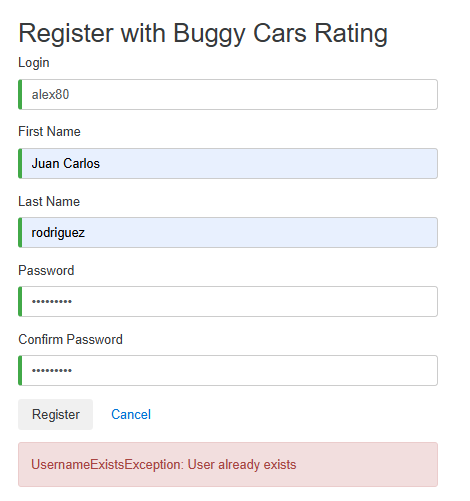 Register with Buggy Cars Rating
Login
alex80
First Name
Juan Carlos
Last Name
rodriguez
Password
•••••••••
Confirm Password
•••••••••
Register Cancel
UsernameExistsException: User already exists